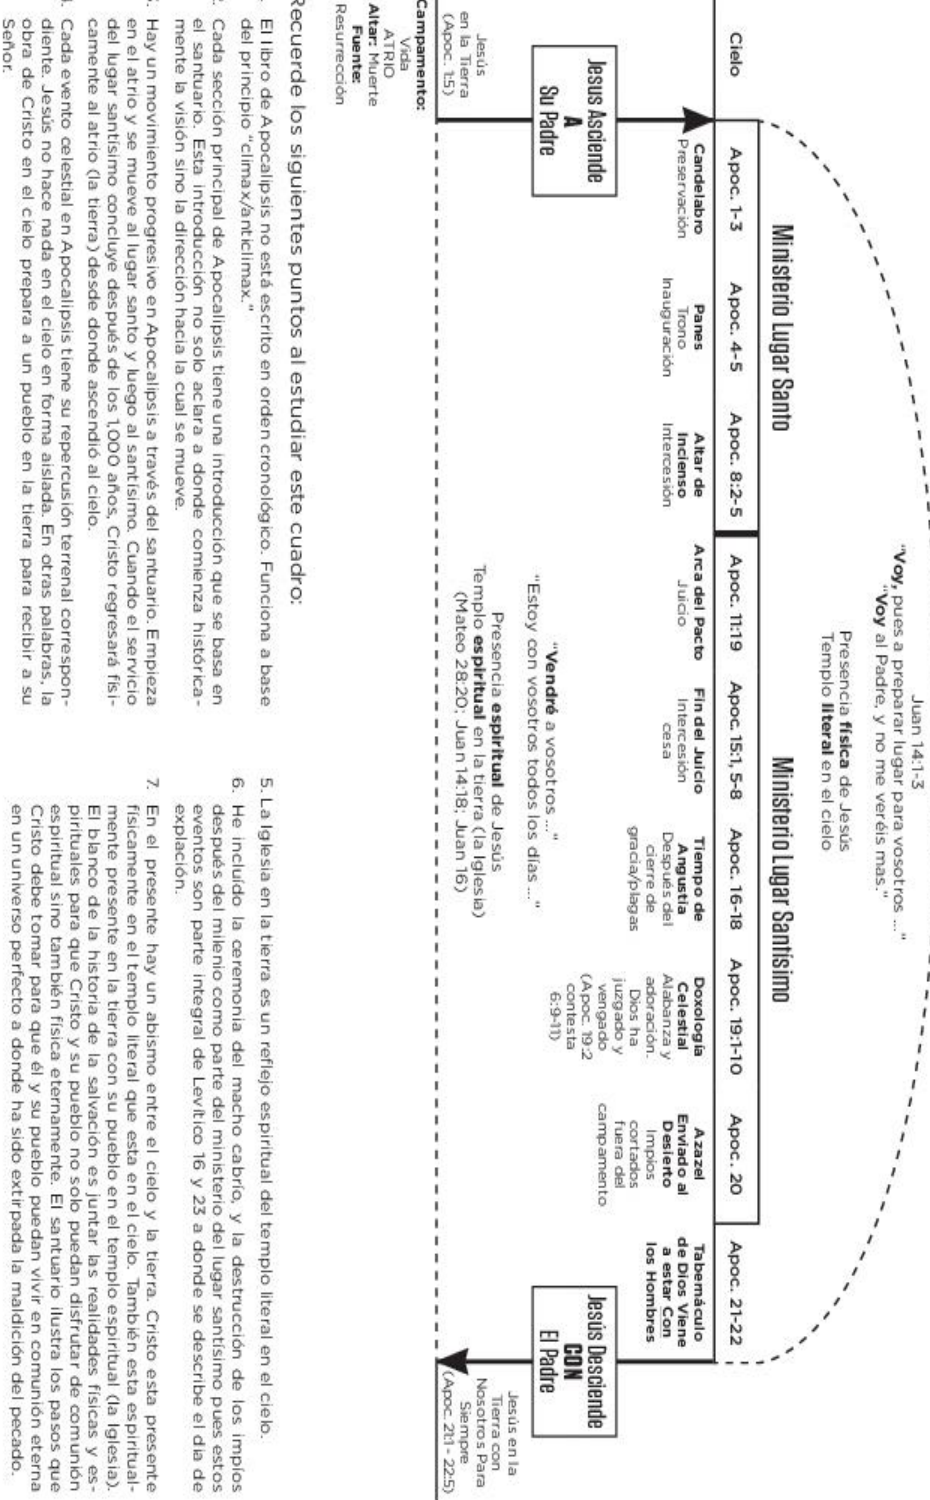 Juan 14:1-3
"Voy, pues a preparar lugar para vosotros ..."
"Voy al Padre, y no me veréis mas."
Presencia física de Jesús
Templo literal en el cielo
Ministerio Lugar Santo
Ministerio Lugar Santísimo
Cielo
Apoc. 1-3
Apoc. 4-5
Apoc. 8:2-5
Apoc. 11:19
Apoc. 15:1, 5-8
Apoc. 16-18
Apoc. 19:1-10
Apoc. 20
Apoc. 21-22
Candelabro
Preservación
Panes
Trono
Inauguración
Altar de
Incienso
Intercesión
Arca del Pacto
Juicio
Fin del Juicio
Intercesión
cesa
Tiempo de
Angustia
Después del
cierre de
gracia/plagas
Doxología
Celestial
Alabanza y
adoración.
Dios ha
juzgado y
vengado
(Apoc. 19:2
contesta
6:9-11)
Azazel
Enviado al
Desierto
Impíos
cortados
fuera del
campamento
Tabernáculo
de Dios Viene
a estar Con
los Hombres
Jesus Asciende
A
Su Padre
Jesús Desciende
CON
El Padre
"Vendré a vosotros ..."
"Estoy con vosotros todos los días ..."
Presencia espiritual de Jesús
Templo espiritual en la tierra (la Iglesia)
(Mateo 28:20; Juan 14:18; Juan 16)
Jesús
en la Tierra
(Apoc. 1:5)
Jesús en la
Tierra con
Nosotros Para
Siempre
(Apoc. 21:1 - 22:5)
Campamento:
Vida
ATRIO
Altar: Muerte
Fuente:
Resurrección
Recuerde los siguientes puntos al estudiar este cuadro:
. El libro de Apocalipsis no está escrito en orden cronológico. Funciona a base
del principio "climax/anticlimax."
. Cada sección principal de Apocalipsis tiene una introducción que se basa en
el santuario. Esta introducción no solo aclara a donde comienza histórica-
mente la visión sino la dirección hacia la cual se mueve.
. Hay un movimiento progresivo en Apocalipsis a través del santuario. Empieza
en el atrio y se mueve al lugar santo y luego al santísimo. Cuando el servicio
del lugar santísimo concluye después de los 1,000 años, Cristo regresará físi-
camente al atrio (la tierra) desde donde ascendió al cielo.
. Cada evento celestial en Apocalipsis tiene su repercusión terrenal correspon-
diente. Jesús no hace nada en el cielo en forma aislada. En otras palabras, la
obra de Cristo en el cielo prepara a un pueblo en la tierra para recibir a su
Señor.
5. La Iglesia en la tierra es un reflejo espiritual del templo literal en el cielo.
6. He incluído la ceremonia del macho cabrío, y la destrucción de los impíos
después del milenio como parte del ministerio del lugar santísimo pues estos
eventos son parte integral de Levítico 16 y 23 a donde se describe el dia de
expiación.
7. En el presente hay un abismo entre el cielo y la tierra. Cristo esta presente
físicamente en el templo literal que esta en el cielo. También esta espiritual-
mente presente en la tierra con su pueblo en el templo espiritual (la Iglesia).
El blanco de la historia de la salvación es juntar las realidades físicas y es-
pirituales para que Cristo y su pueblo no solo puedan disfrutar de comunión
espiritual sino también física eternamente. El santuario ilustra los pasos que
Cristo debe tomar para que él y su pueblo puedan vivir en comunión eterna
en un universo perfecto a donde ha sido extirpada la maldición del pecado.